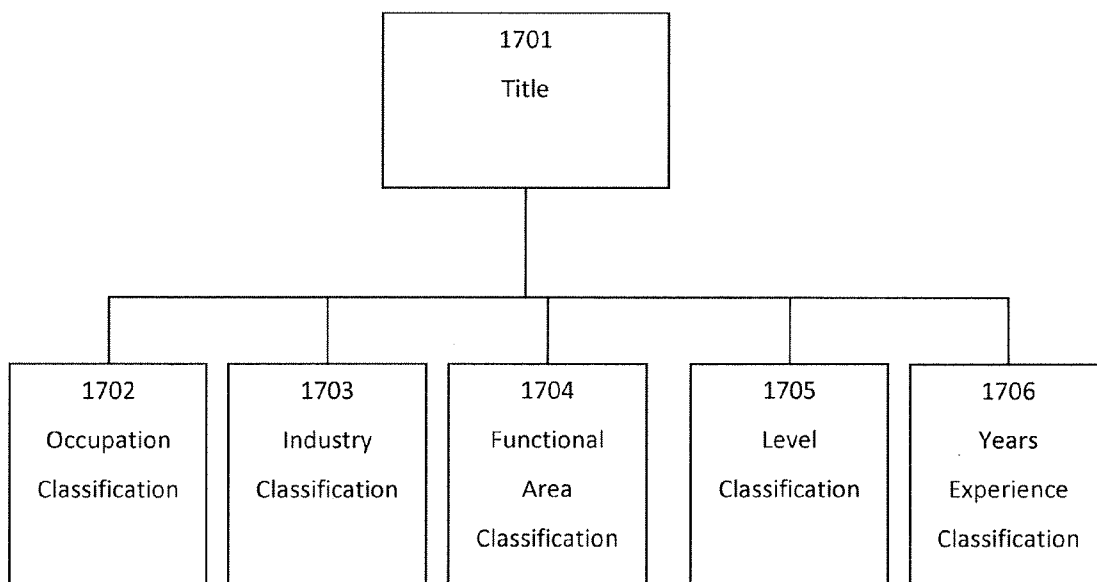 1701
Title
1702
Occupation
Classification
1703
Industry
Classification
1704
Functional
Area
Classification
1705
Level
Classification
1706
Years
Experience
Classification